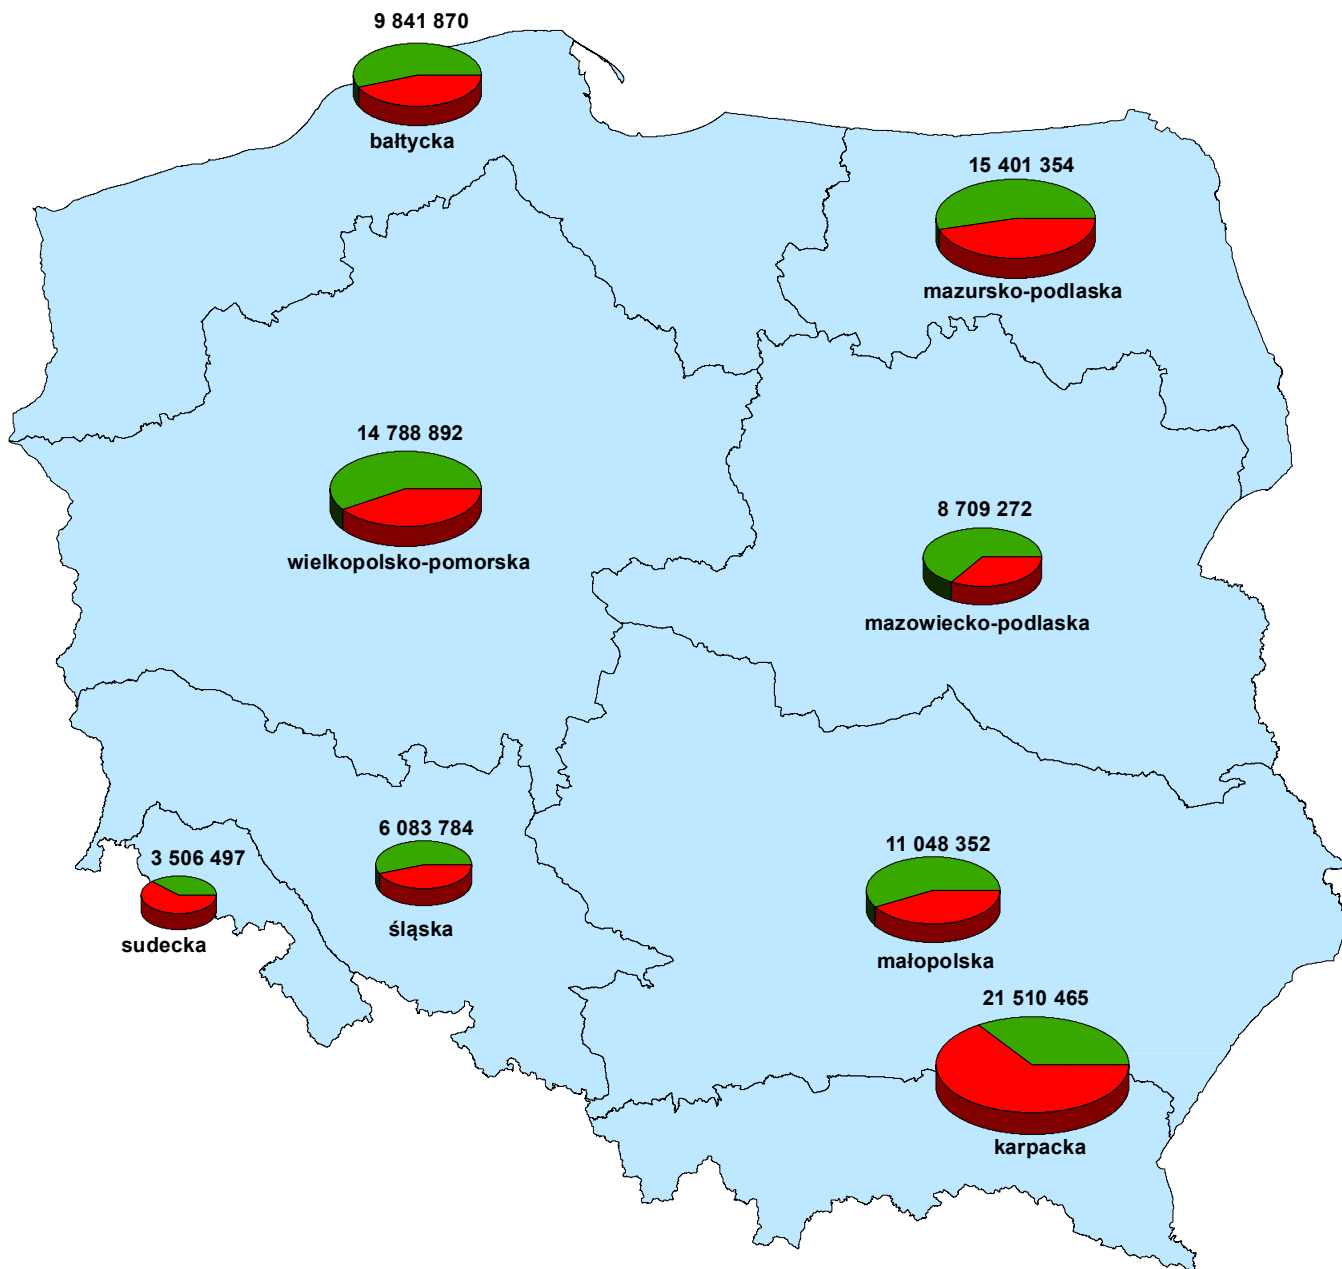 9 841 870
bałtycka
15 401 354
mazursko-podlaska
14 788 892
wielkopolsko-pomorska
8 709 272
mazowiecko-podlaska
6 083 784
śląska
3 506 497
sudecka
11 048 352
małopolska
21 510 465
karpacka